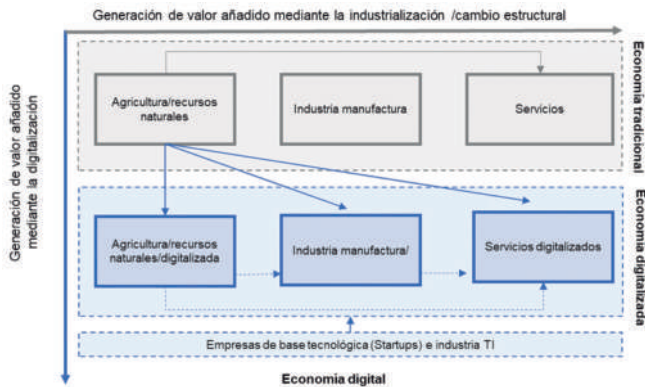 Generación de valor añadido mediante la industrialización /cambio estructural
Generación de valor añadido
mediante la digitalización
Agricultura/recursos
naturales
Industria manufactura
Servicios
Economía tradicional
Agricultura/recursos
naturales/digitalizada
Industria manufactura/
Servicios digitalizados
Economía digitalizada
Empresas de base tecnológica (Startups) e industria TI
Economía digital